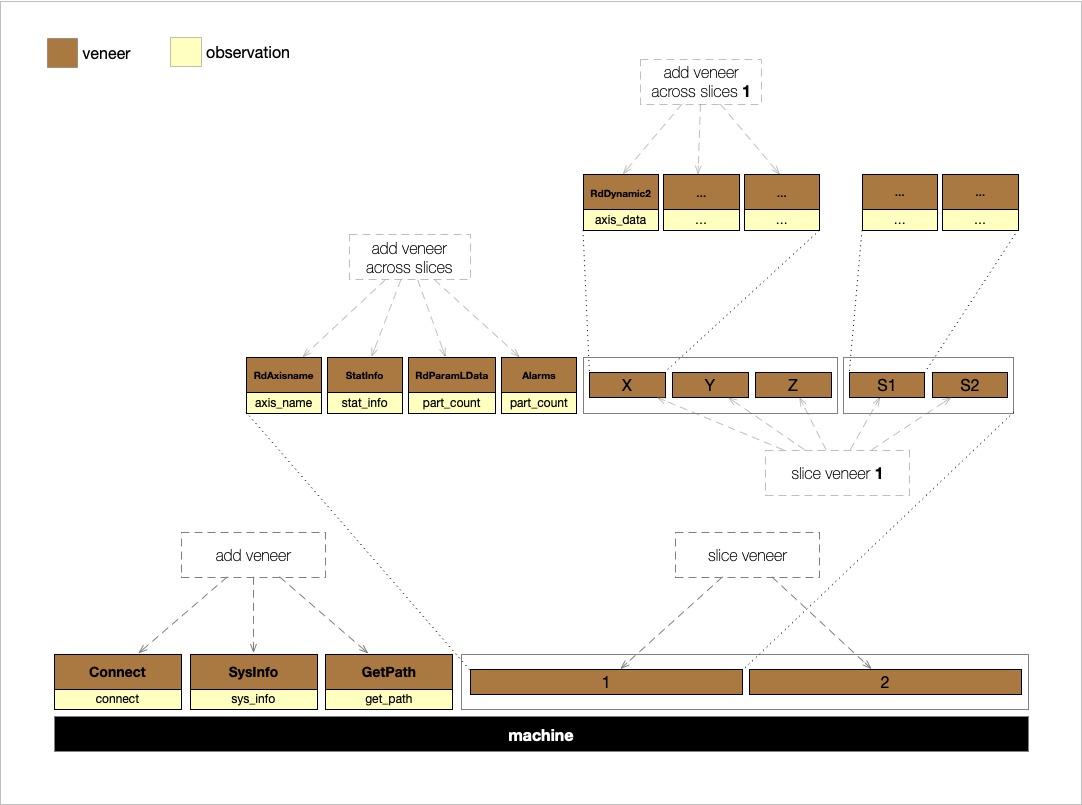 veneer
observation
add veneer
across slices 1
RdDynamic2
...
...
...
...
axis_data
...
...
...
...
add veneer
across slices
RdAxisname
StatInfo
RdParamLData
Alarms
axis_name
stat_info
part_count
part_count
X
Y
Z
S1
S2
slice veneer 1
add veneer
slice veneer
Connect
SysInfo
GetPath
connect
sys_info
get_path
1
2
machine